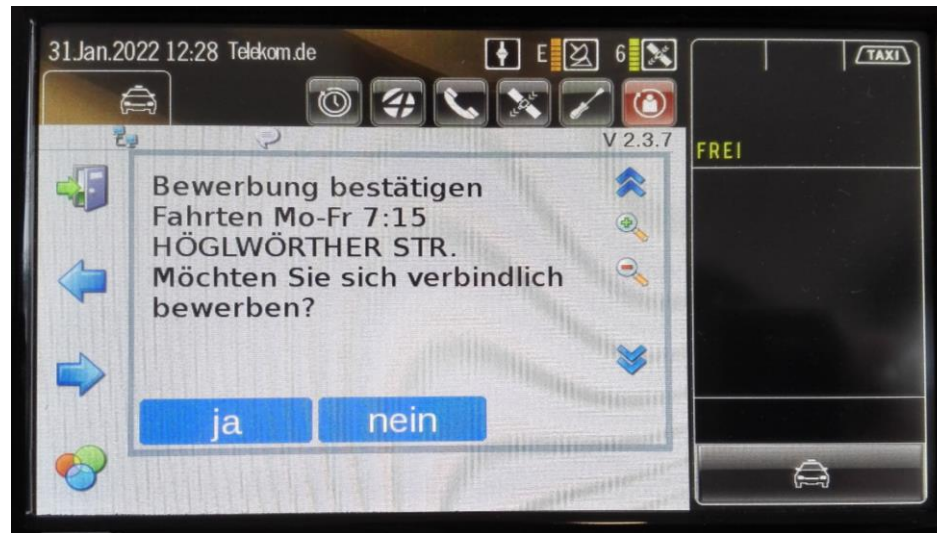 31.Jan.2022 12:28 Telekom.de E 6
TAXI
V 2.3.7
FREI
Bewerbung bestätigen
Fahrten Mo-Fr 7:15
HÖGLWÖRTHER STR.
Möchten Sie sich verbindlich
bewerben?
ja nein